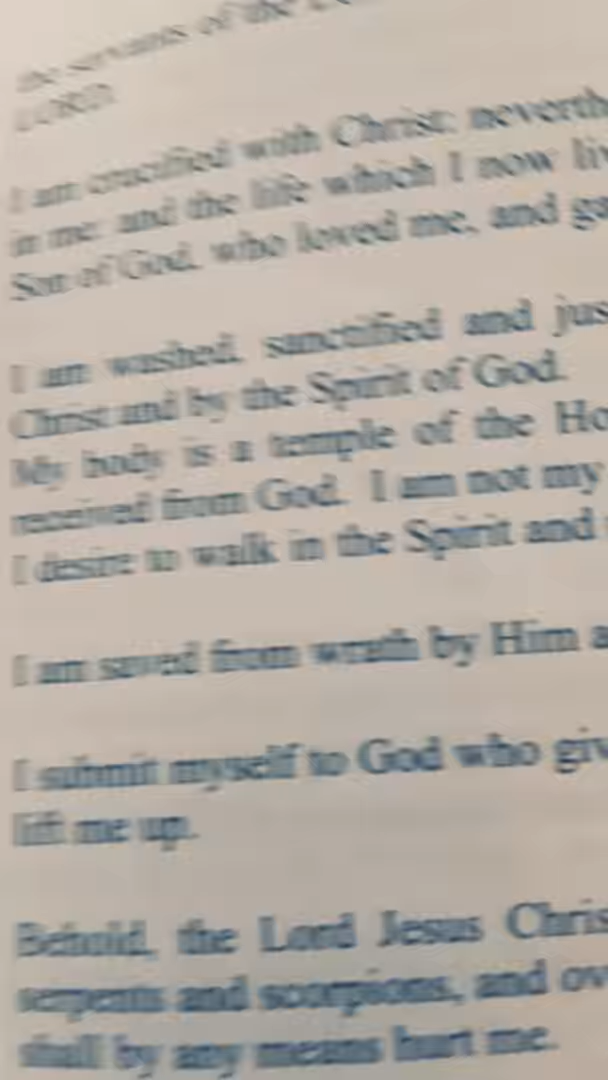 the servants of the
LORD.
I am crucified with Christ: neverth
in me: and the life which I now liv
Son of God, who loved me, and ga
I am washed, sanctified and jus
Christ and by the Spirit of God.
My body is a temple of the Ho
received from God. I am not my
I desire to walk in the Spirit and
I am saved from wrath by Him a
I submit myself to God who giv
lift me up.
Behold, the Lord Jesus Chris
serpents and scorpions, and ov
shall by any means hurt me.